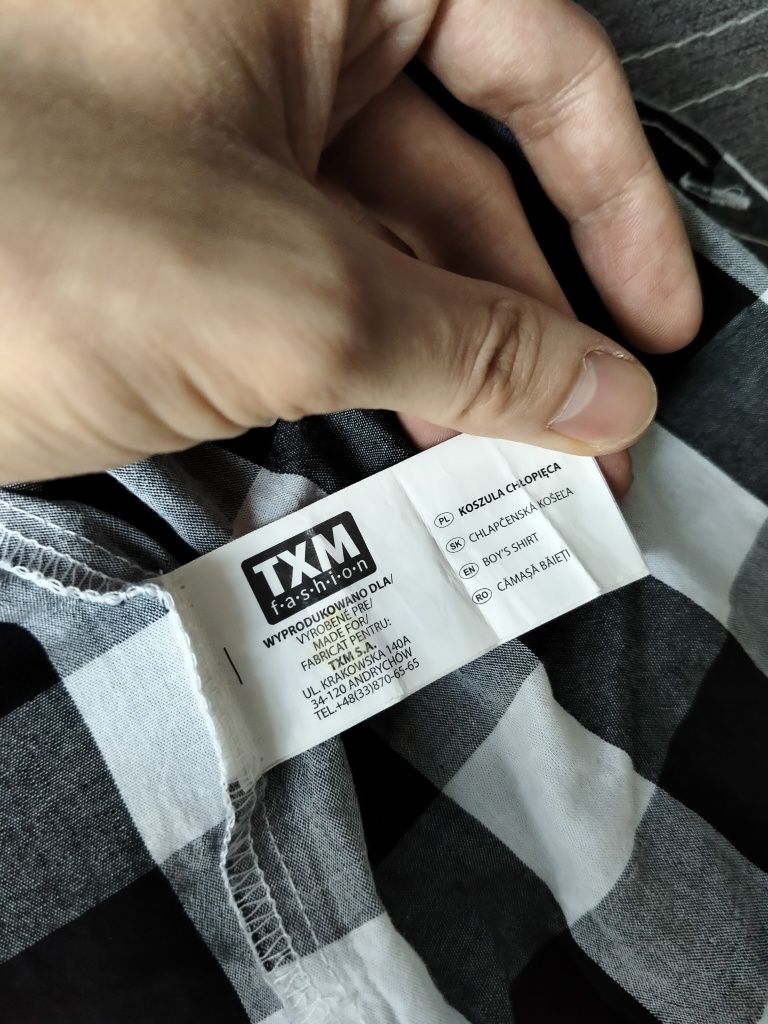 TXM
f·a·s·h·i·o·n
WYPRODUKOWANO DLA/
VYROBENÉ PRE/
MADE FOR/
FABRICAT PENTRU:
TXM S.A.
UL. KRAKOWSKA 140A
34-120 ANDRYCHÓW
TEL.+48(33)870-65-65
PL KOSZULA CHŁOPIĘCA
SK CHLAPČENSKÁ KOŠEĽA
EN BOY'S SHIRT
RO CĂMAȘĂ BĂIEȚI